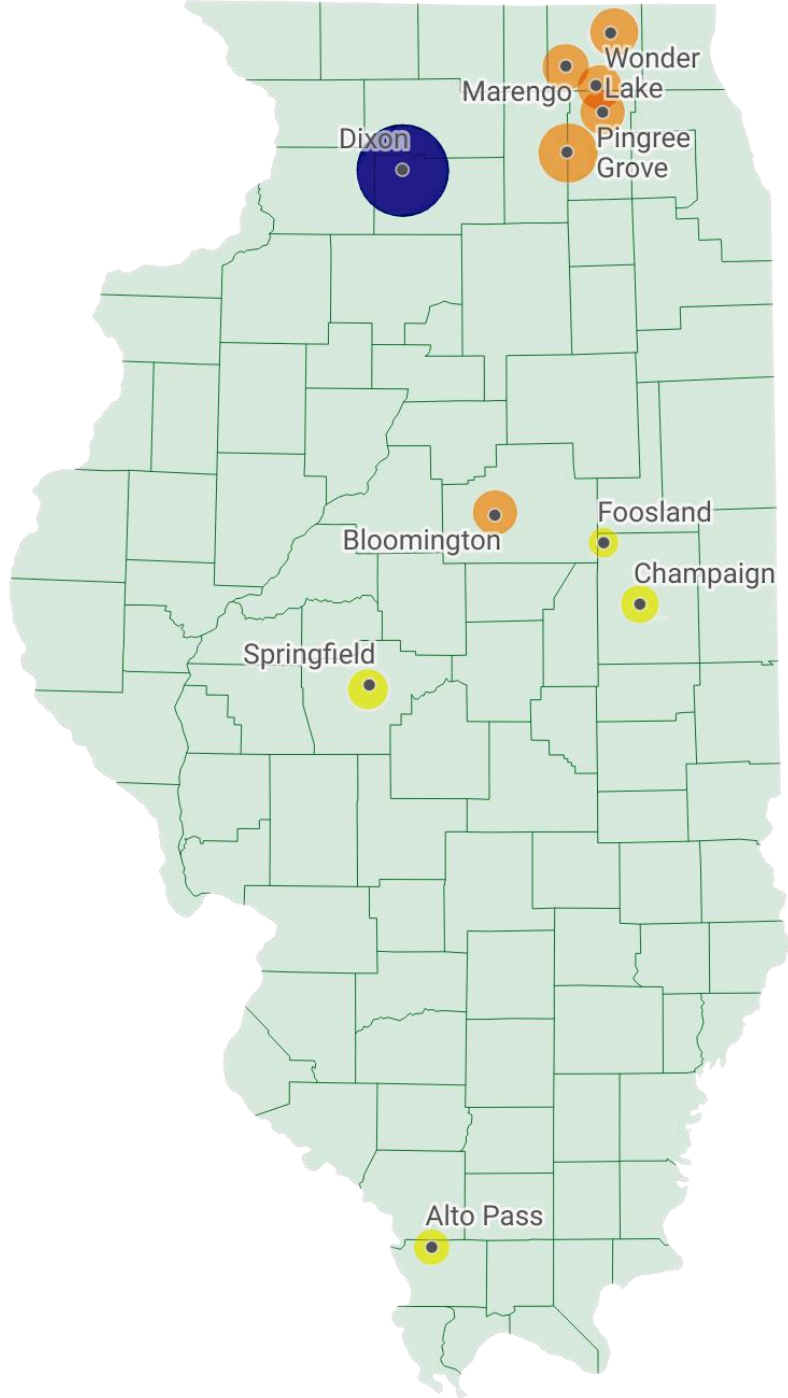 Wonder
Lake
Marengo
Dixon
Pingree
Grove
Foosland
Bloomington
Champaign
Springfield
Alto Pass